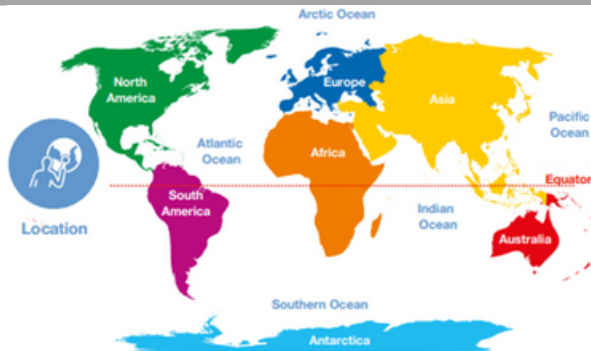 Arctic Ocean
North
America
Europe
Asia
Atlantic
Ocean
Pacific
Ocean
Africa
Equator
South
America
Indian
Ocean
Location
Australia
Southern Ocean
Antarctica